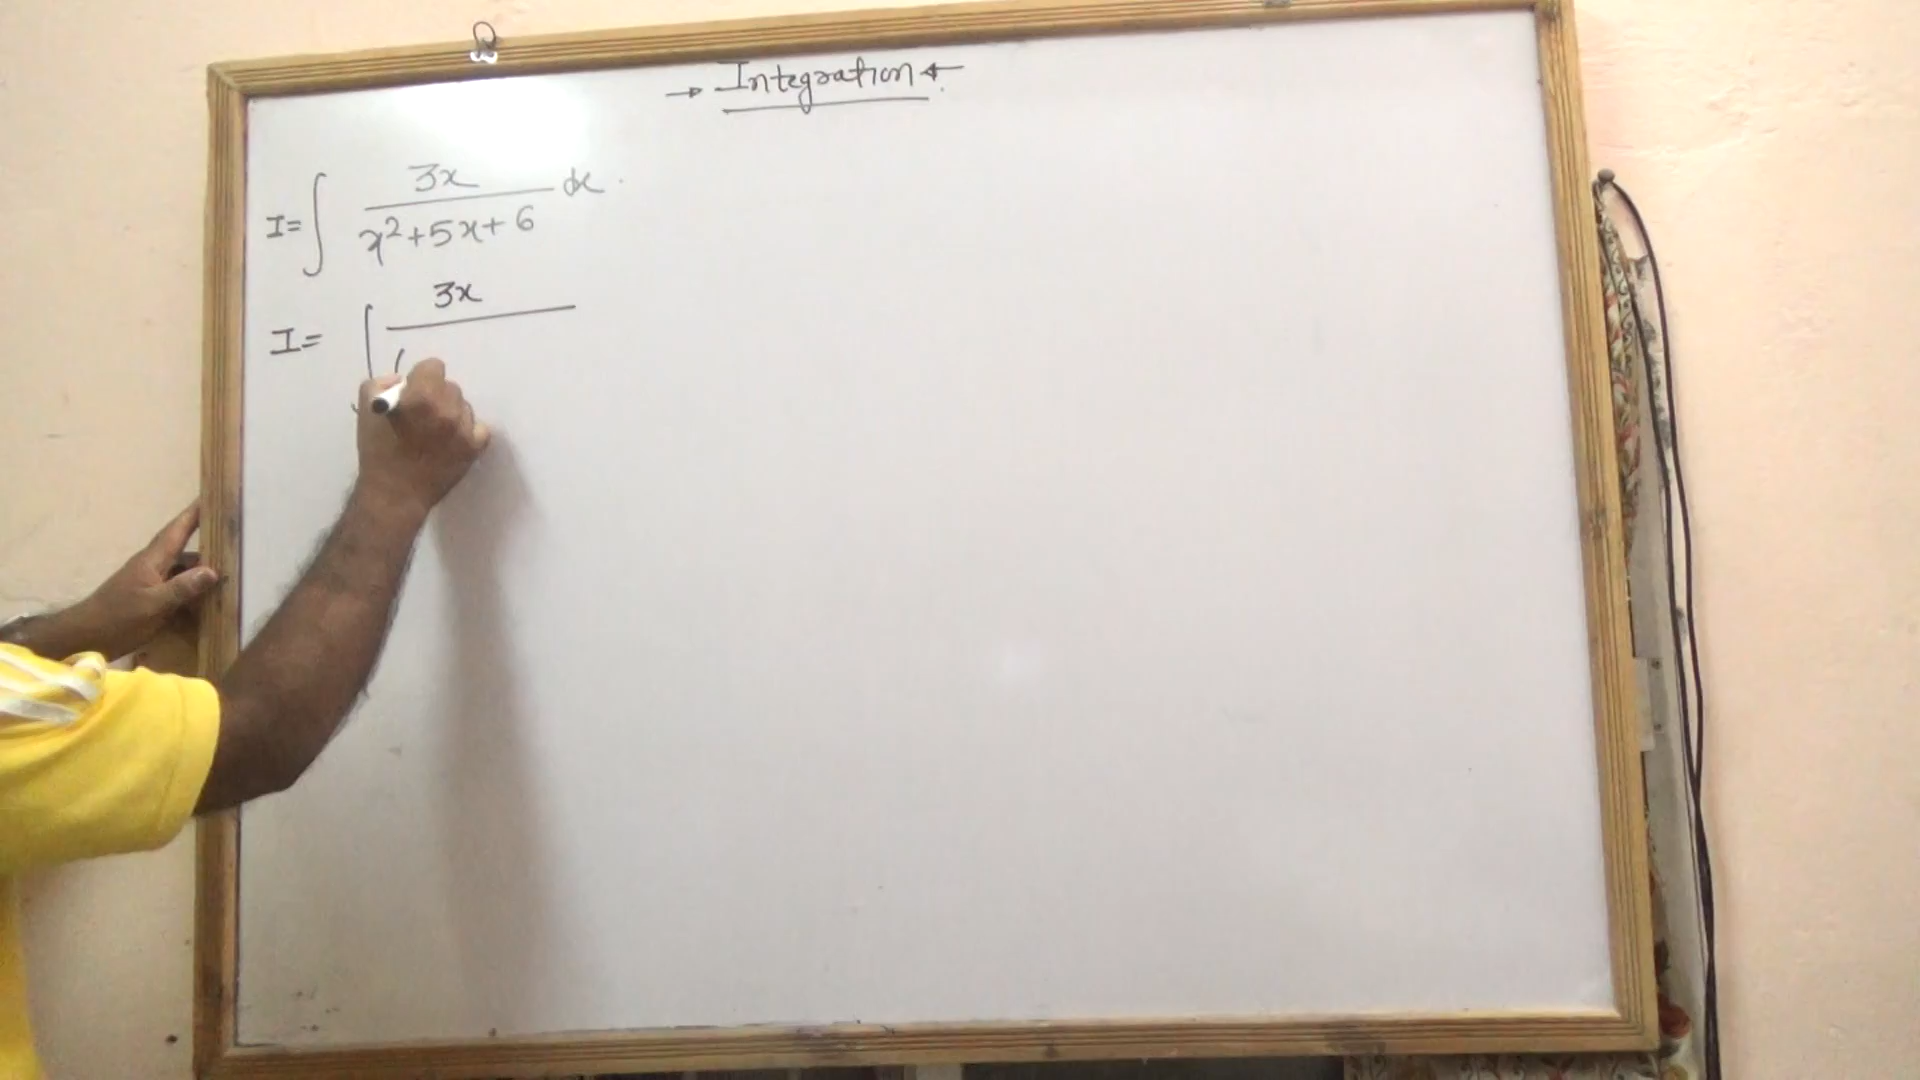 → Integration ←
I = ∫ 3x / x²+5x+6 dx.
I = ∫ 3x / (